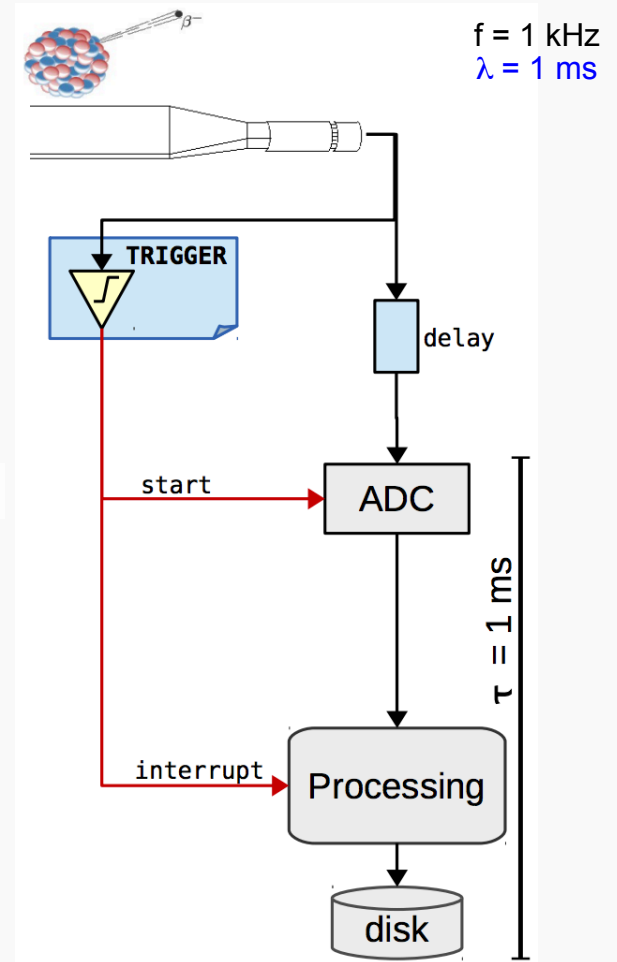 β⁻
f = 1 kHz
λ = 1 ms
TRIGGER
delay
start
ADC
τ = 1 ms
interrupt
Processing
disk